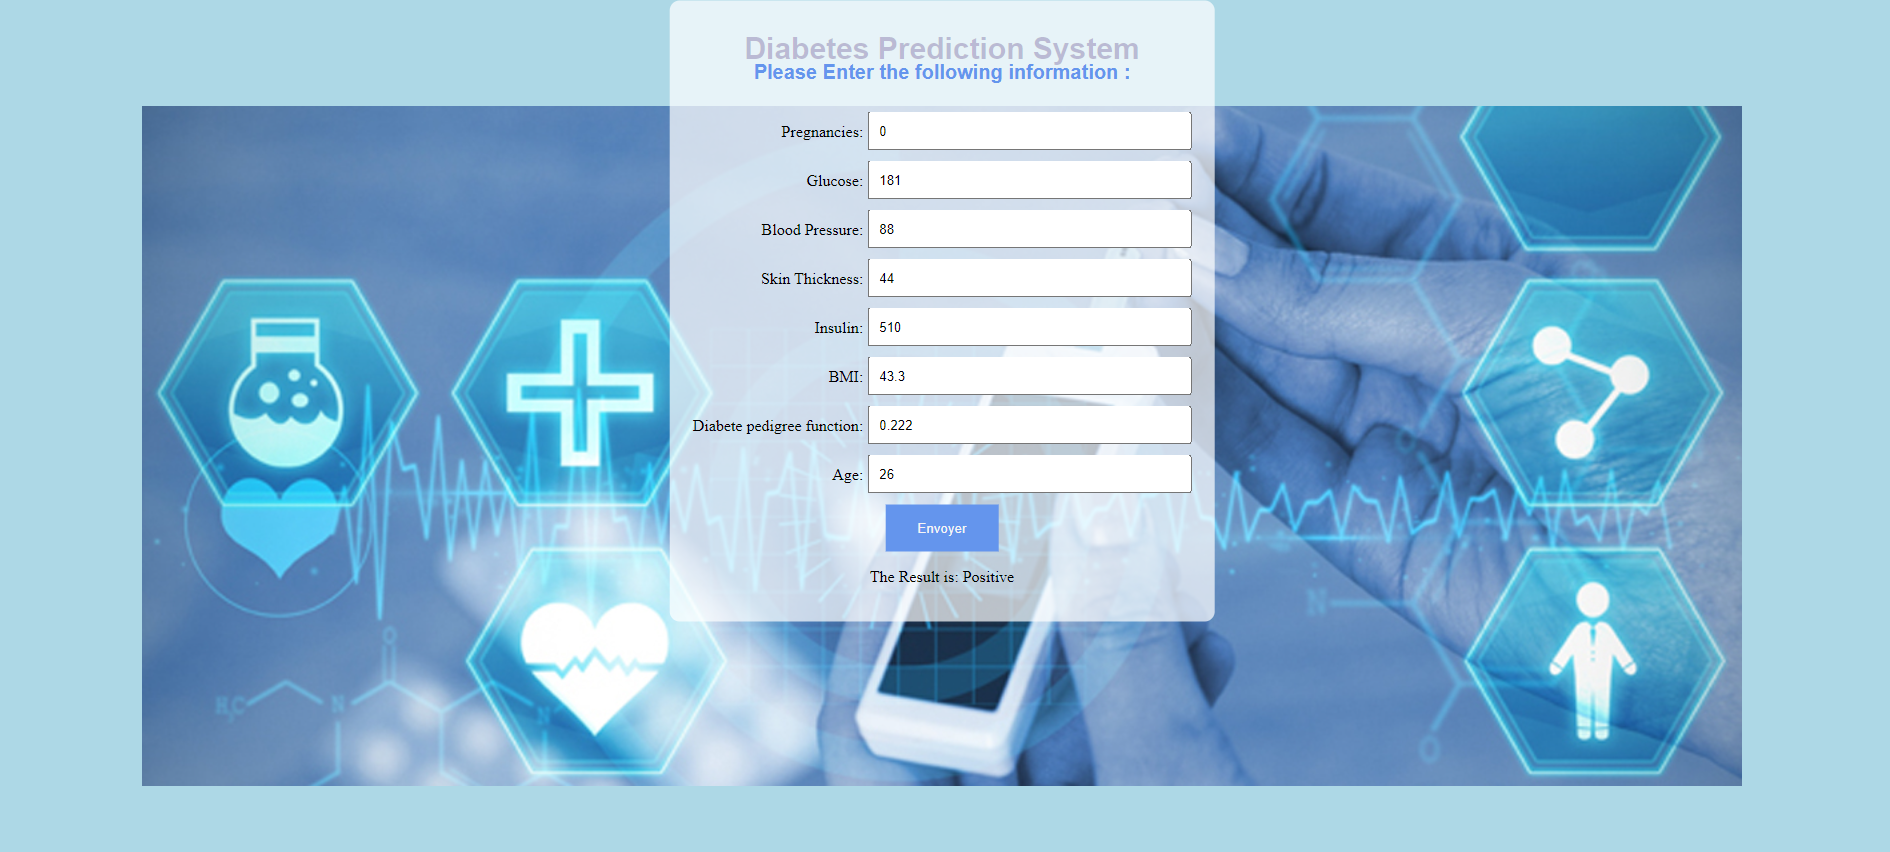 Diabetes Prediction System
Please Enter the following information :
Pregnancies: 0
Glucose: 181
Blood Pressure: 88
Skin Thickness: 44
Insulin: 510
BMI: 43.3
Diabete pedigree function: 0.222
Age: 26
Envoyer
The Result is: Positive
H₃C
N
O
N
N
O